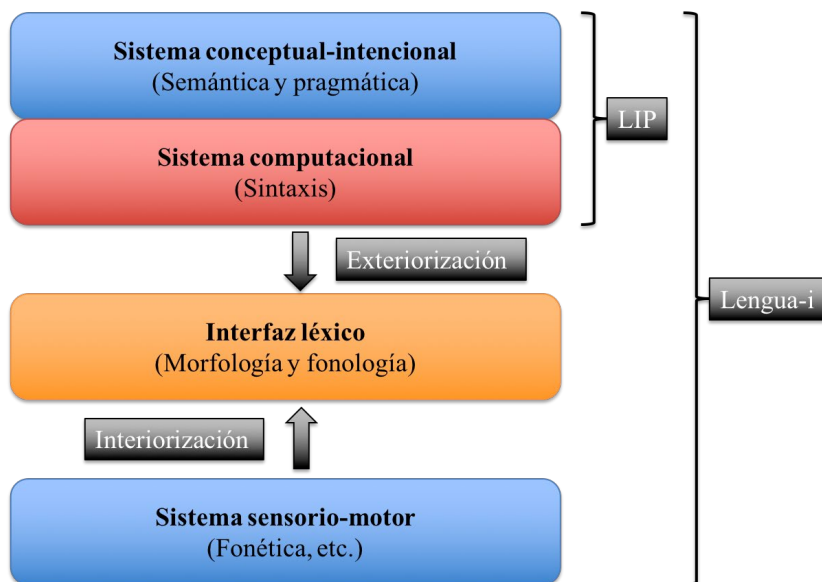 Sistema conceptual-intencional
(Semántica y pragmática)
LIP
Sistema computacional
(Sintaxis)
Exteriorización
Lengua-i
Interfaz léxico
(Morfología y fonología)
Interiorización
Sistema sensorio-motor
(Fonética, etc.)